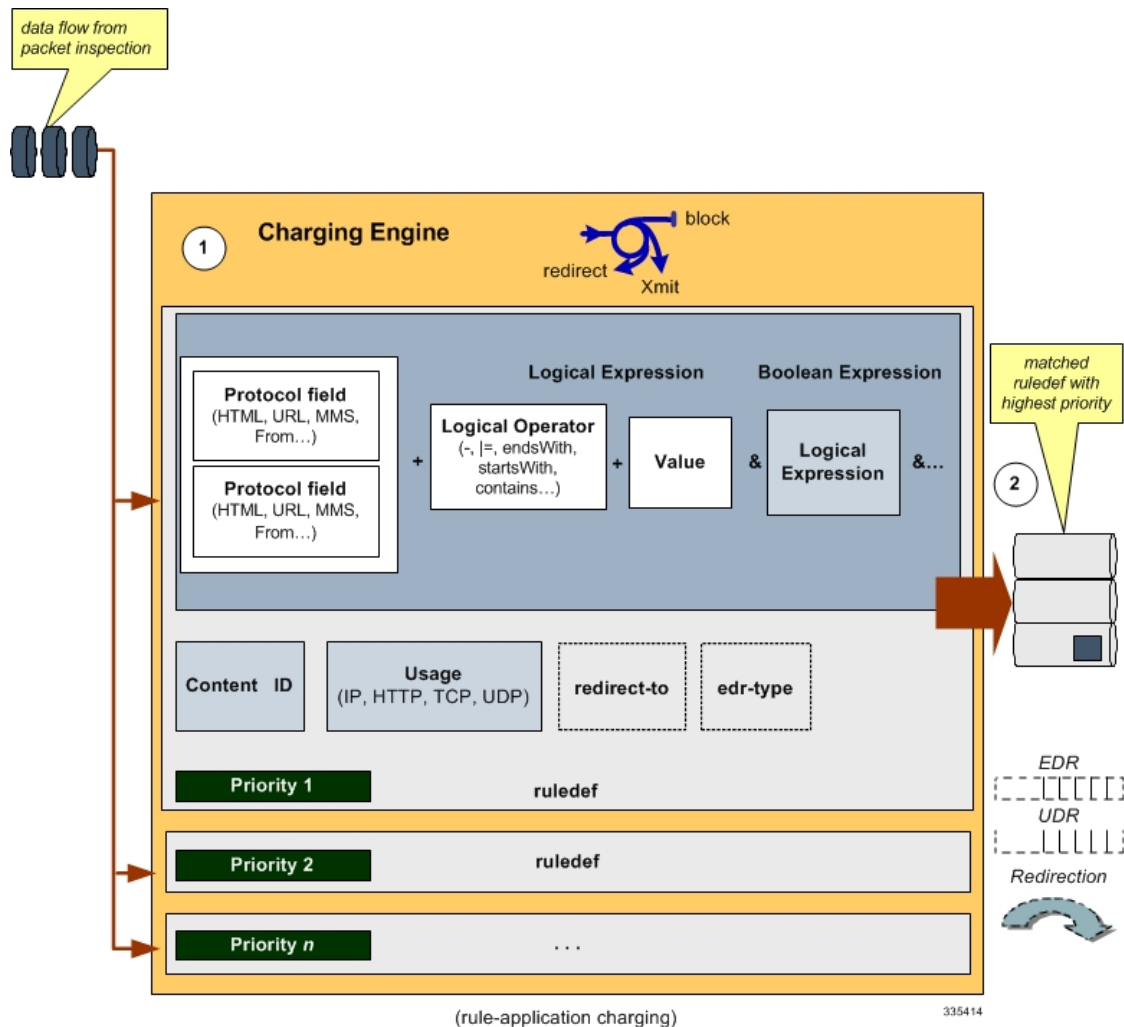 data flow from
packet inspection
1
Charging Engine
block
redirect
Xmit
Logical Expression
Boolean Expression
Protocol field
(HTML, URL, MMS,
From…)
Protocol field
(HTML, URL, MMS,
From…)
+
Logical Operator
(-, |=, endsWith,
startsWith,
contains…)
+
Value
&
Logical
Expression
&…
matched
ruledef with
highest priority
2
Content ID
Usage
(IP, HTTP, TCP, UDP)
redirect-to
edr-type
Priority 1
ruledef
EDR
UDR
Redirection
Priority 2
ruledef
Priority n
. . .
(rule-application charging)
335414